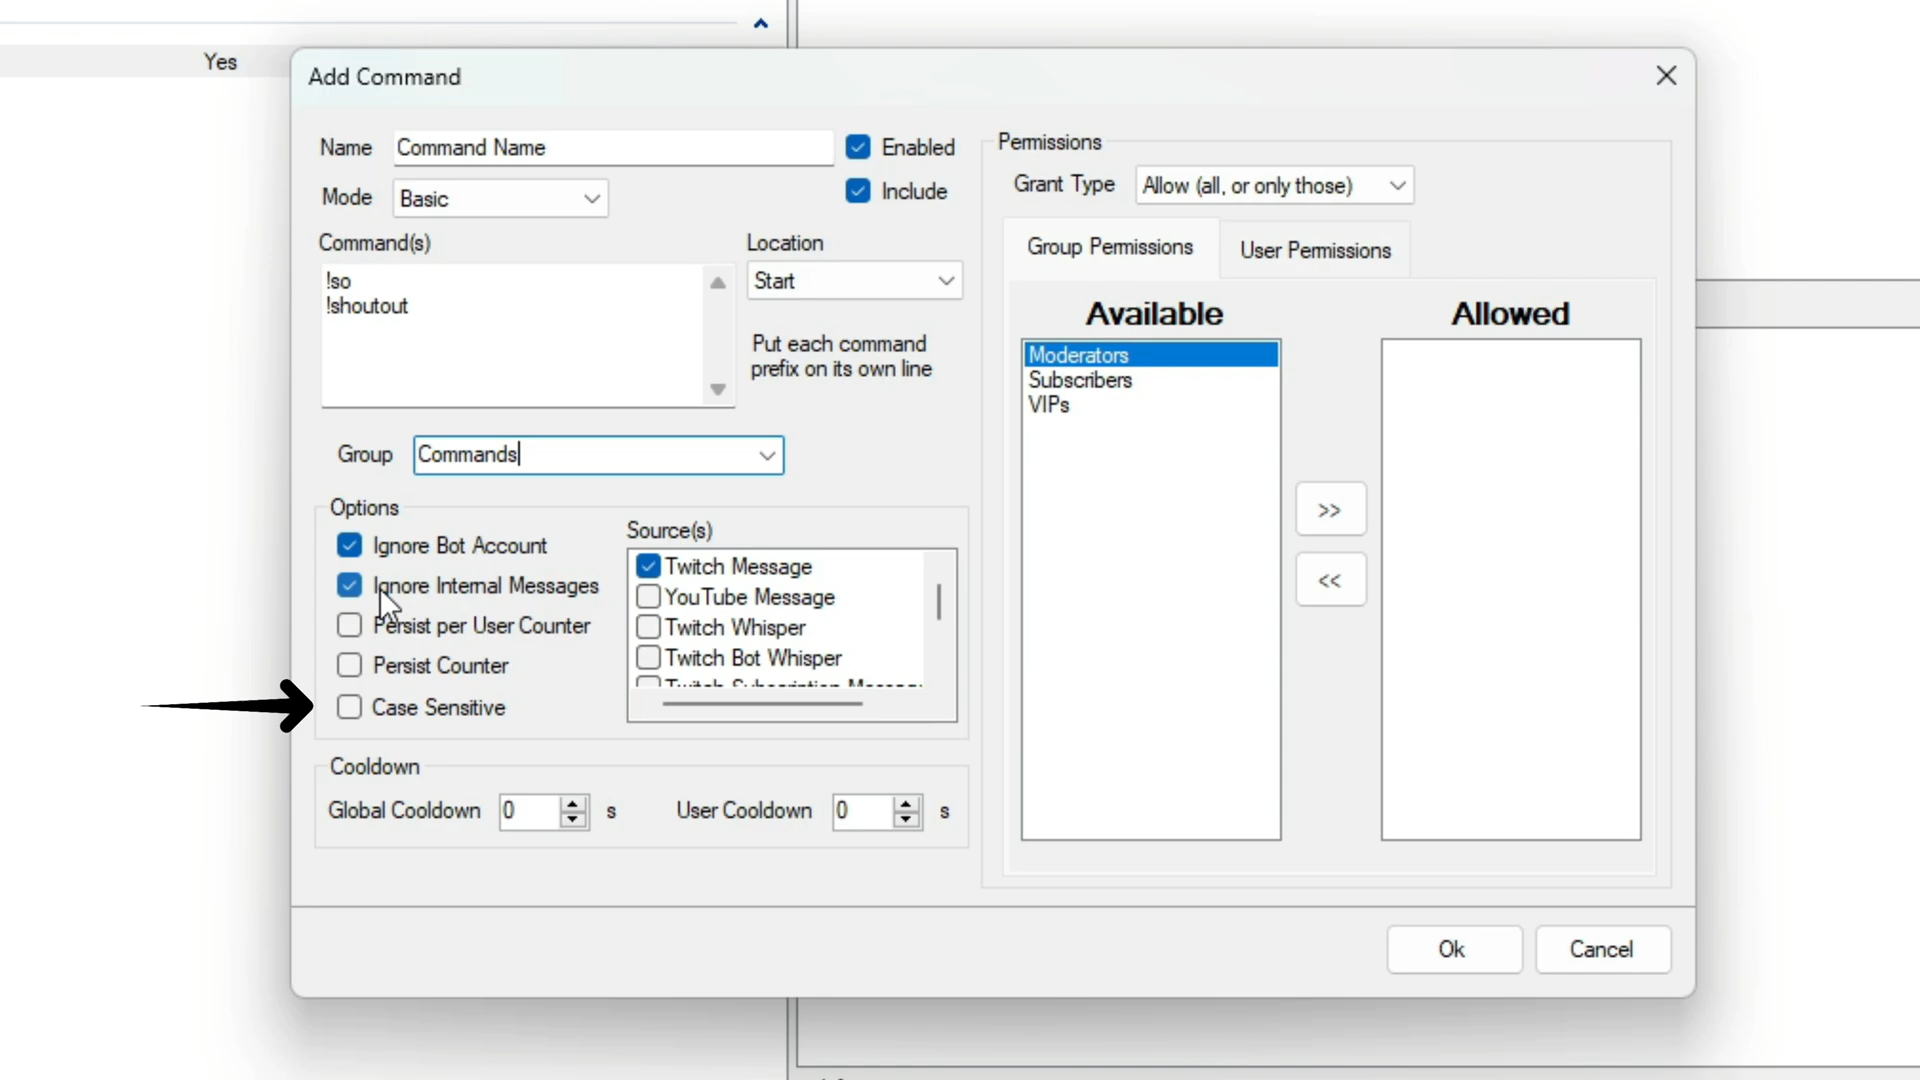 Yes
Add Command
Name
Command Name
Enabled
Mode
Basic
Include
Command(s)
!so
!shoutout
Location
Start
Put each command
prefix on its own line
Group
Commands
Options
Ignore Bot Account
Ignore Internal Messages
Persist per User Counter
Persist Counter
Case Sensitive
Source(s)
Twitch Message
YouTube Message
Twitch Whisper
Twitch Bot Whisper
Twitch Subscription Message
Cooldown
Global Cooldown
0
s
User Cooldown
0
s
Permissions
Grant Type
Allow (all, or only those)
Group Permissions
User Permissions
Available
Moderators
Subscribers
VIPs
>>
<<
Allowed
Ok
Cancel